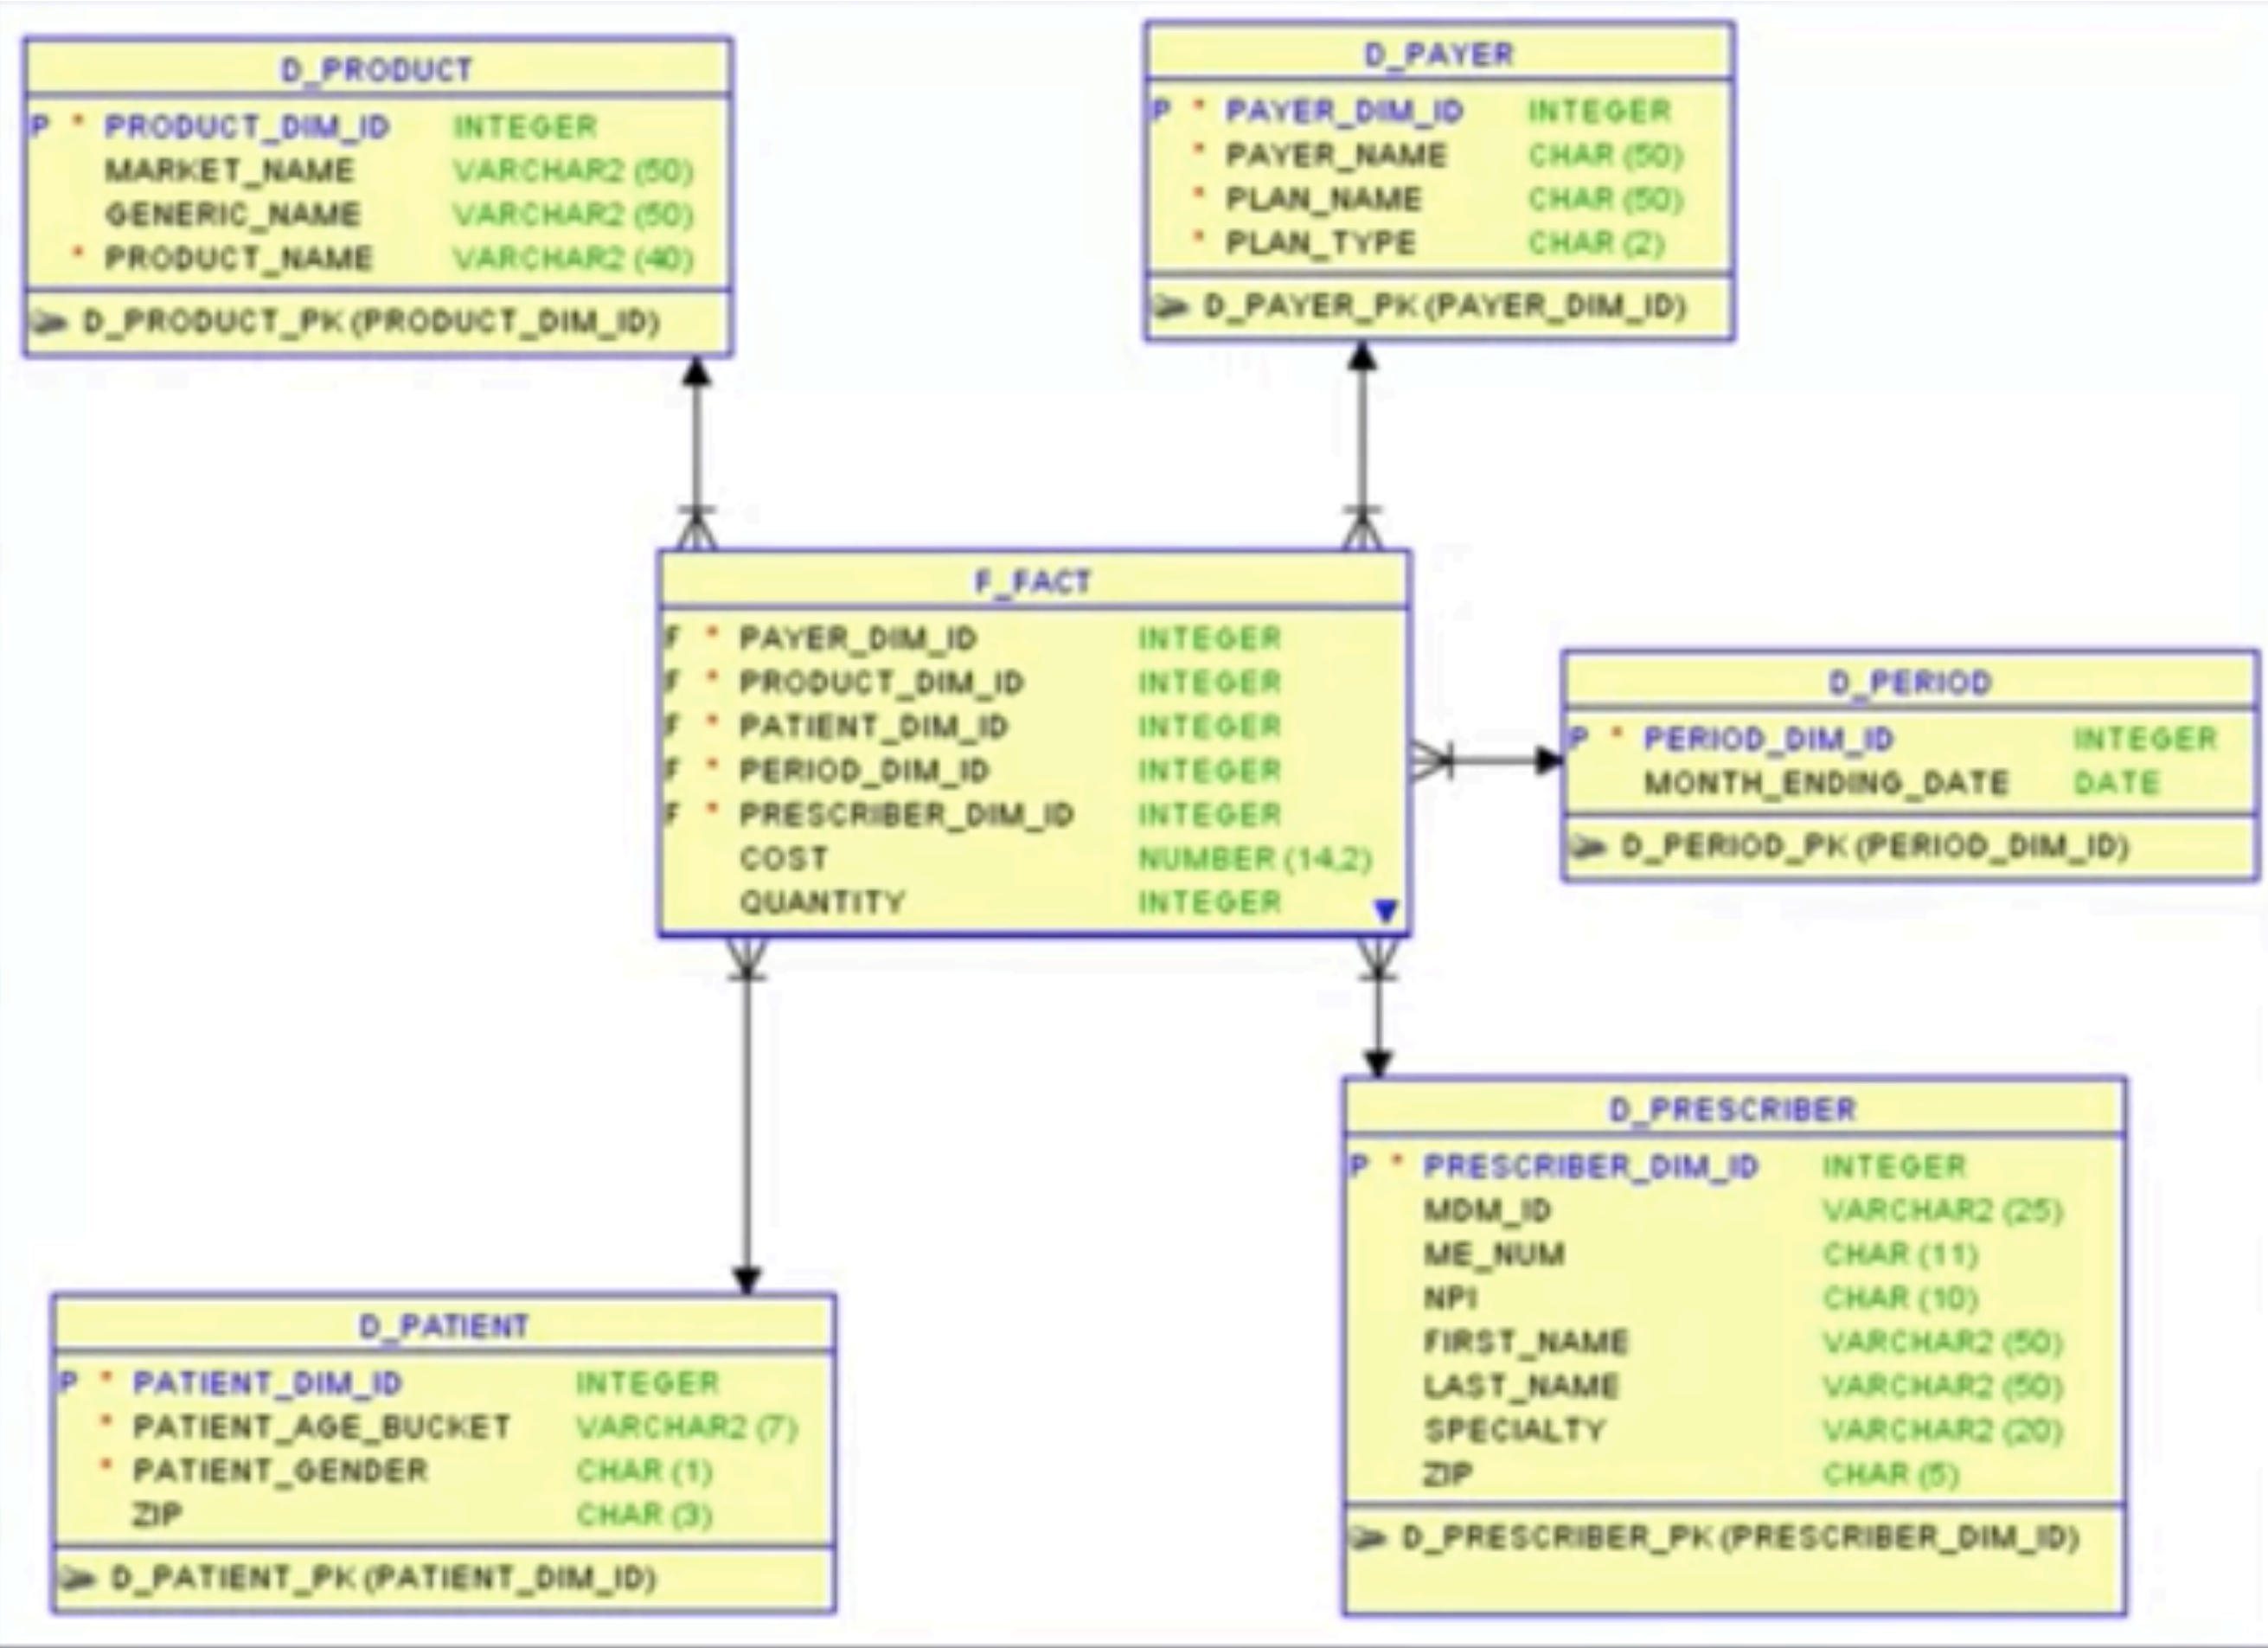 D_PRODUCT
P * PRODUCT_DIM_ID INTEGER
MARKET_NAME VARCHAR2 (50)
GENERIC_NAME VARCHAR2 (50)
* PRODUCT_NAME VARCHAR2 (40)
D_PRODUCT_PK (PRODUCT_DIM_ID)
D_PAYER
P * PAYER_DIM_ID INTEGER
* PAYER_NAME CHAR (50)
* PLAN_NAME CHAR (50)
* PLAN_TYPE CHAR (2)
D_PAYER_PK (PAYER_DIM_ID)
F_FACT
F * PAYER_DIM_ID INTEGER
F * PRODUCT_DIM_ID INTEGER
F * PATIENT_DIM_ID INTEGER
F * PERIOD_DIM_ID INTEGER
F * PRESCRIBER_DIM_ID INTEGER
COST NUMBER (14,2)
QUANTITY INTEGER
D_PERIOD
P * PERIOD_DIM_ID INTEGER
MONTH_ENDING_DATE DATE
D_PERIOD_PK (PERIOD_DIM_ID)
D_PATIENT
P * PATIENT_DIM_ID INTEGER
* PATIENT_AGE_BUCKET VARCHAR2 (7)
* PATIENT_GENDER CHAR (1)
ZIP CHAR (3)
D_PATIENT_PK (PATIENT_DIM_ID)
D_PRESCRIBER
P * PRESCRIBER_DIM_ID INTEGER
MDM_ID VARCHAR2 (25)
ME_NUM CHAR (11)
NPI CHAR (10)
FIRST_NAME VARCHAR2 (50)
LAST_NAME VARCHAR2 (50)
SPECIALTY VARCHAR2 (20)
ZIP CHAR (5)
D_PRESCRIBER_PK (PRESCRIBER_DIM_ID)